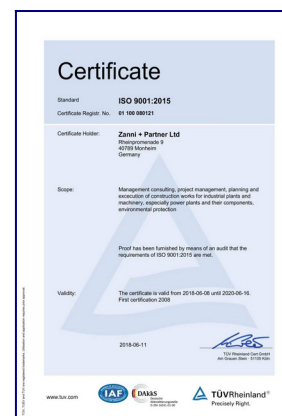 Certificate
Standard ISO 9001:2015
Certificate Registr. No. 01 100 080121
Certificate Holder: Zanni + Partner Ltd
Rheinpromenade 9
40789 Monheim
Germany
Scope: Management consulting, project management, planning and
excecution of construction works for industrial plants and
machinery, especially power plants and their components,
environmental protection
Proof has been furnished by means of an audit that the
requirements of ISO 9001:2015 are met.
Validity: The certificate is valid from 2018-06-08 until 2020-06-16.
First certification 2008
2018-06-11
TÜV Rheinland Cert GmbH
Am Grauen Stein · 51105 Köln
www.tuv.com
IAF
DAkkS
Deutsche
Akkreditierungsstelle
TÜVRheinland®
Precisely Right.